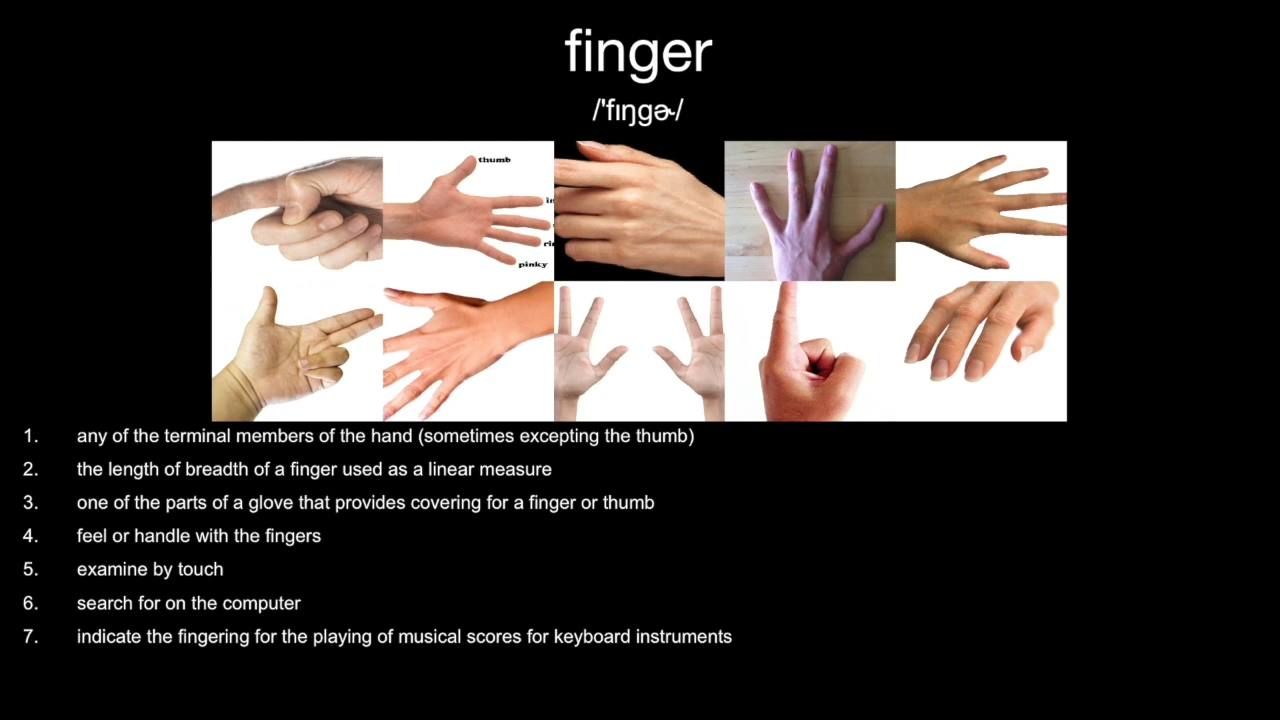 finger
/ˈfɪŋɡɚ/
thumb
in
rin
pinky
1. any of the terminal members of the hand (sometimes excepting the thumb)
2. the length of breadth of a finger used as a linear measure
3. one of the parts of a glove that provides covering for a finger or thumb
4. feel or handle with the fingers
5. examine by touch
6. search for on the computer
7. indicate the fingering for the playing of musical scores for keyboard instruments